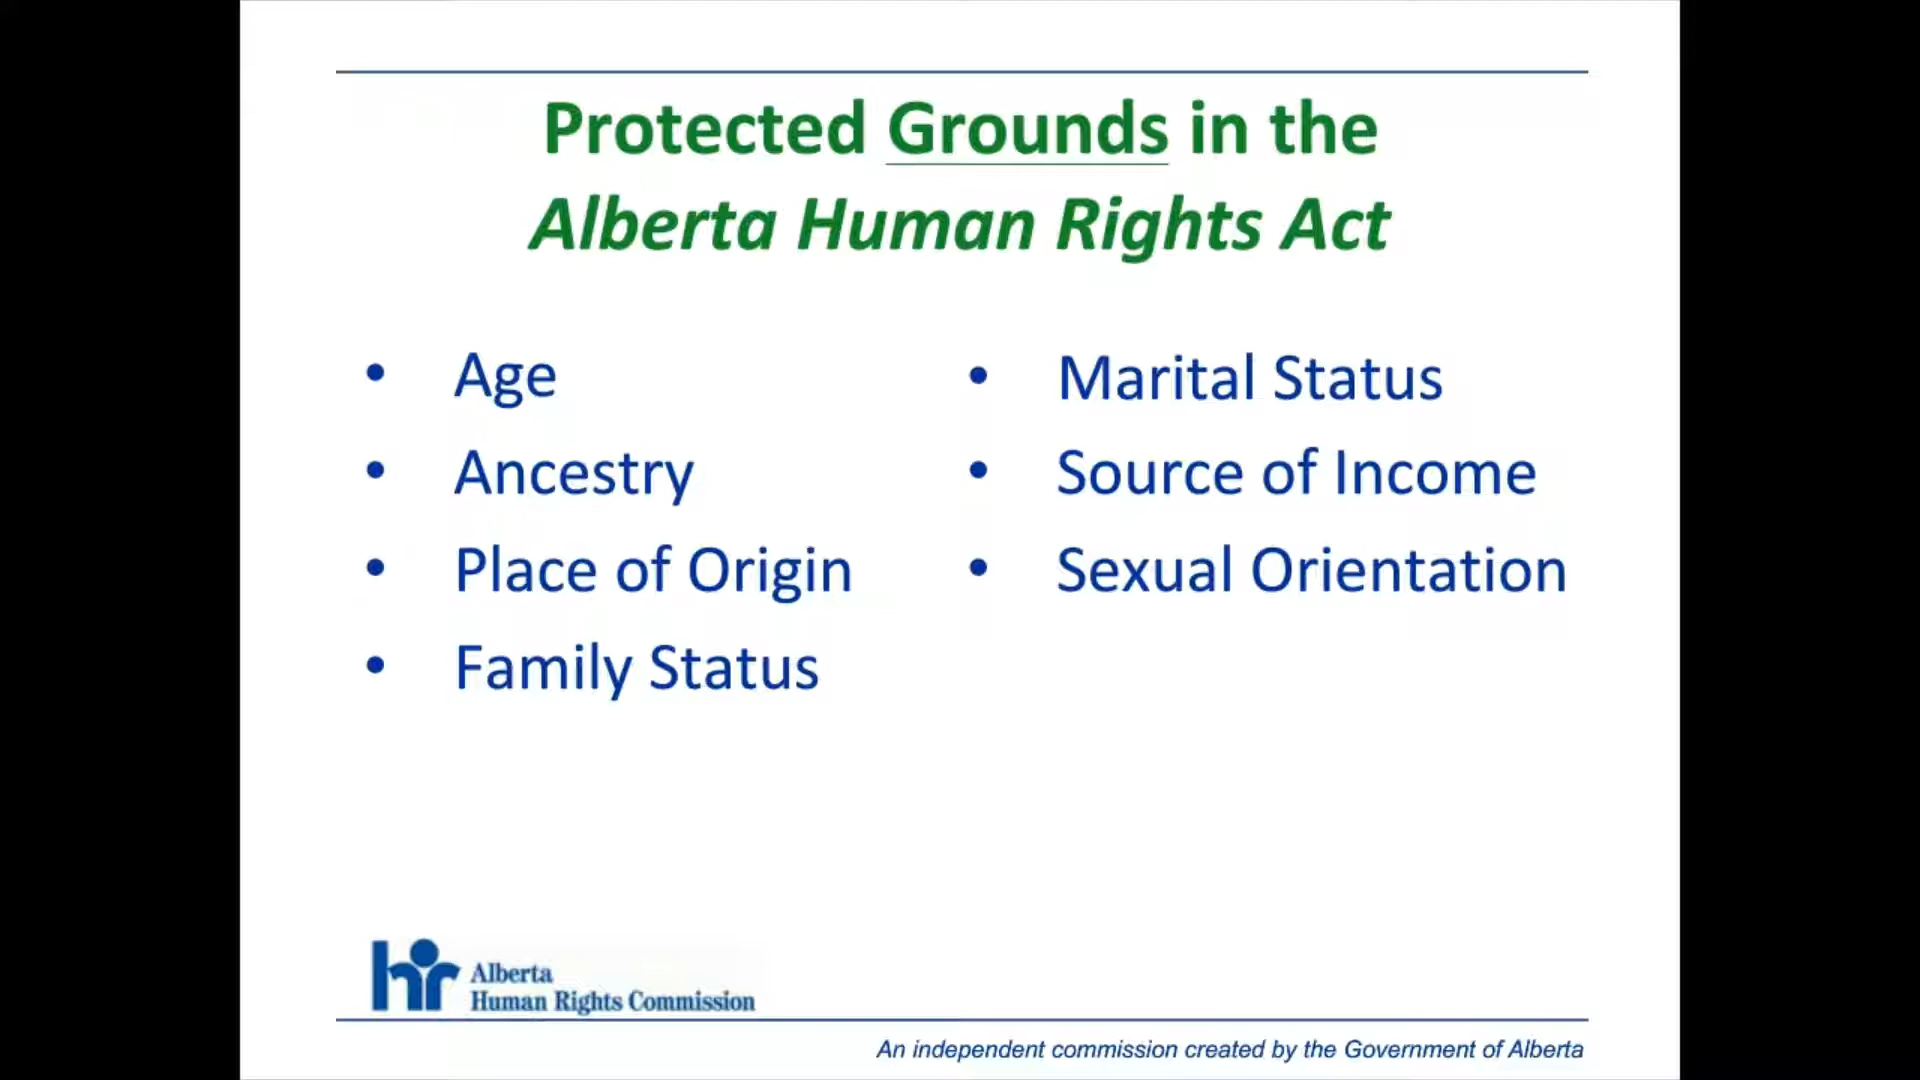 Protected Grounds in the
Alberta Human Rights Act
• Age
• Ancestry
• Place of Origin
• Family Status
• Marital Status
• Source of Income
• Sexual Orientation
hr
Alberta
Human Rights Commission
An independent commission created by the Government of Alberta